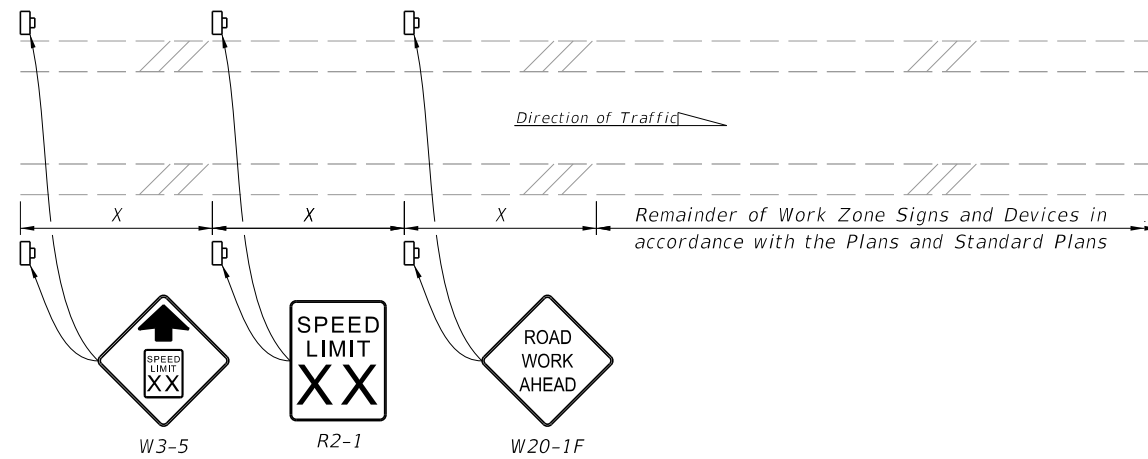 Direction of Traffic
X
X
X
Remainder of Work Zone Signs and Devices in
accordance with the Plans and Standard Plans
SPEED
LIMIT
XX
W3-5
SPEED
LIMIT
XX
R2-1
ROAD
WORK
AHEAD
W20-1F